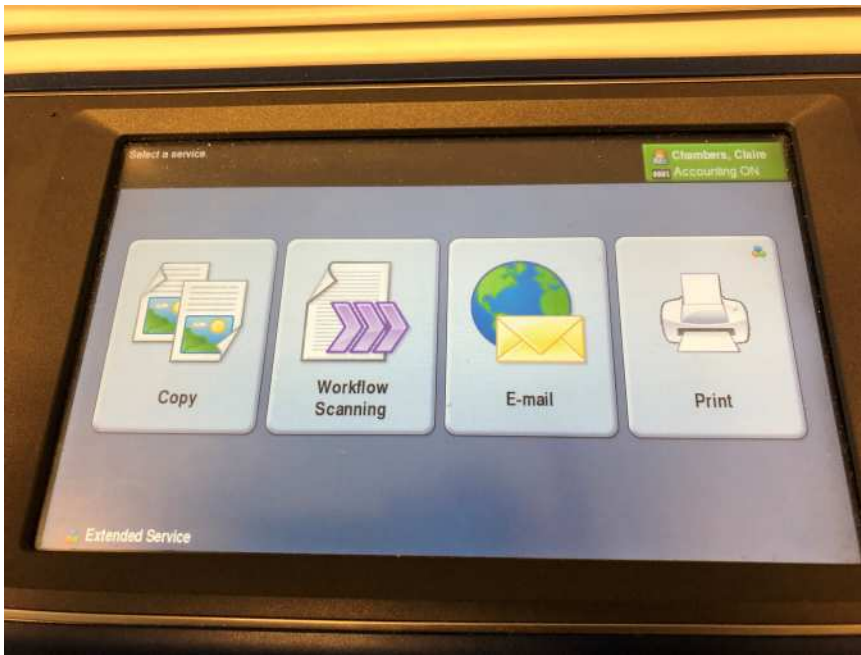 Select a service
Chambers, Claire
Accounting ON
Copy
Workflow
Scanning
E-mail
Print
Extended Service